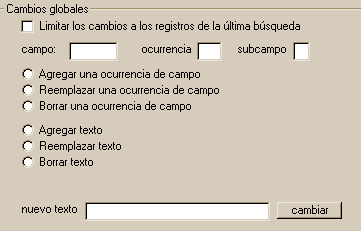 Cambios globales
Limitar los cambios a los registros de la última búsqueda
campo: ocurrencia subcampo
Agregar una ocurrencia de campo
Reemplazar una ocurrencia de campo
Borrar una ocurrencia de campo
Agregar texto
Reemplazar texto
Borrar texto
nuevo texto cambiar